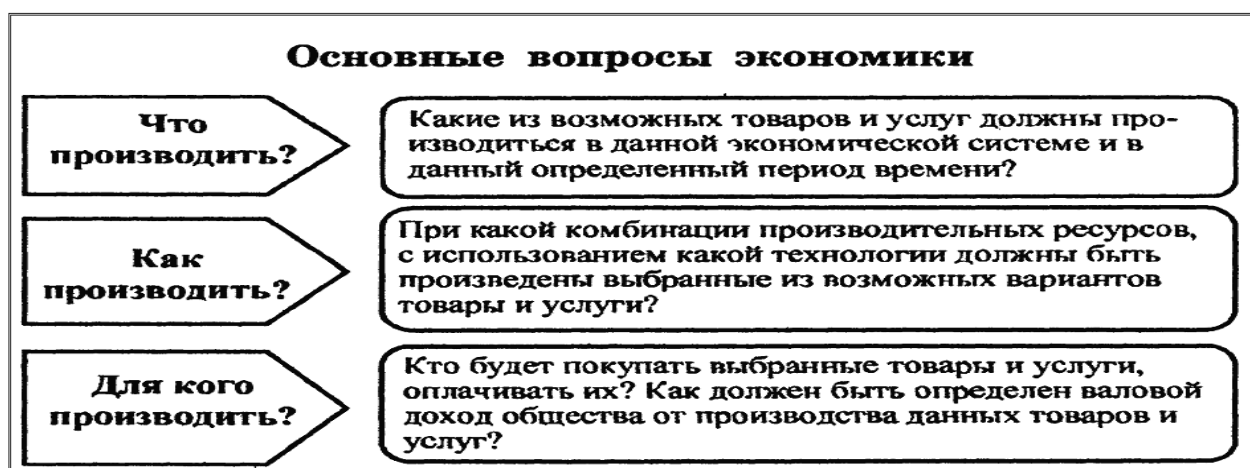 Основные вопросы экономики
Что
производить?
Какие из возможных товаров и услуг должны про-
изводиться в данной экономической системе и в
данный определенный период времени?
Как
производить?
При какой комбинации производительных ресурсов,
с использованием какой технологии должны быть
произведены выбранные из возможных вариантов
товары и услуги?
Для кого
производить?
Кто будет покупать выбранные товары и услуги,
оплачивать их? Как должен быть определен валовой
доход общества от производства данных товаров и
услуг?